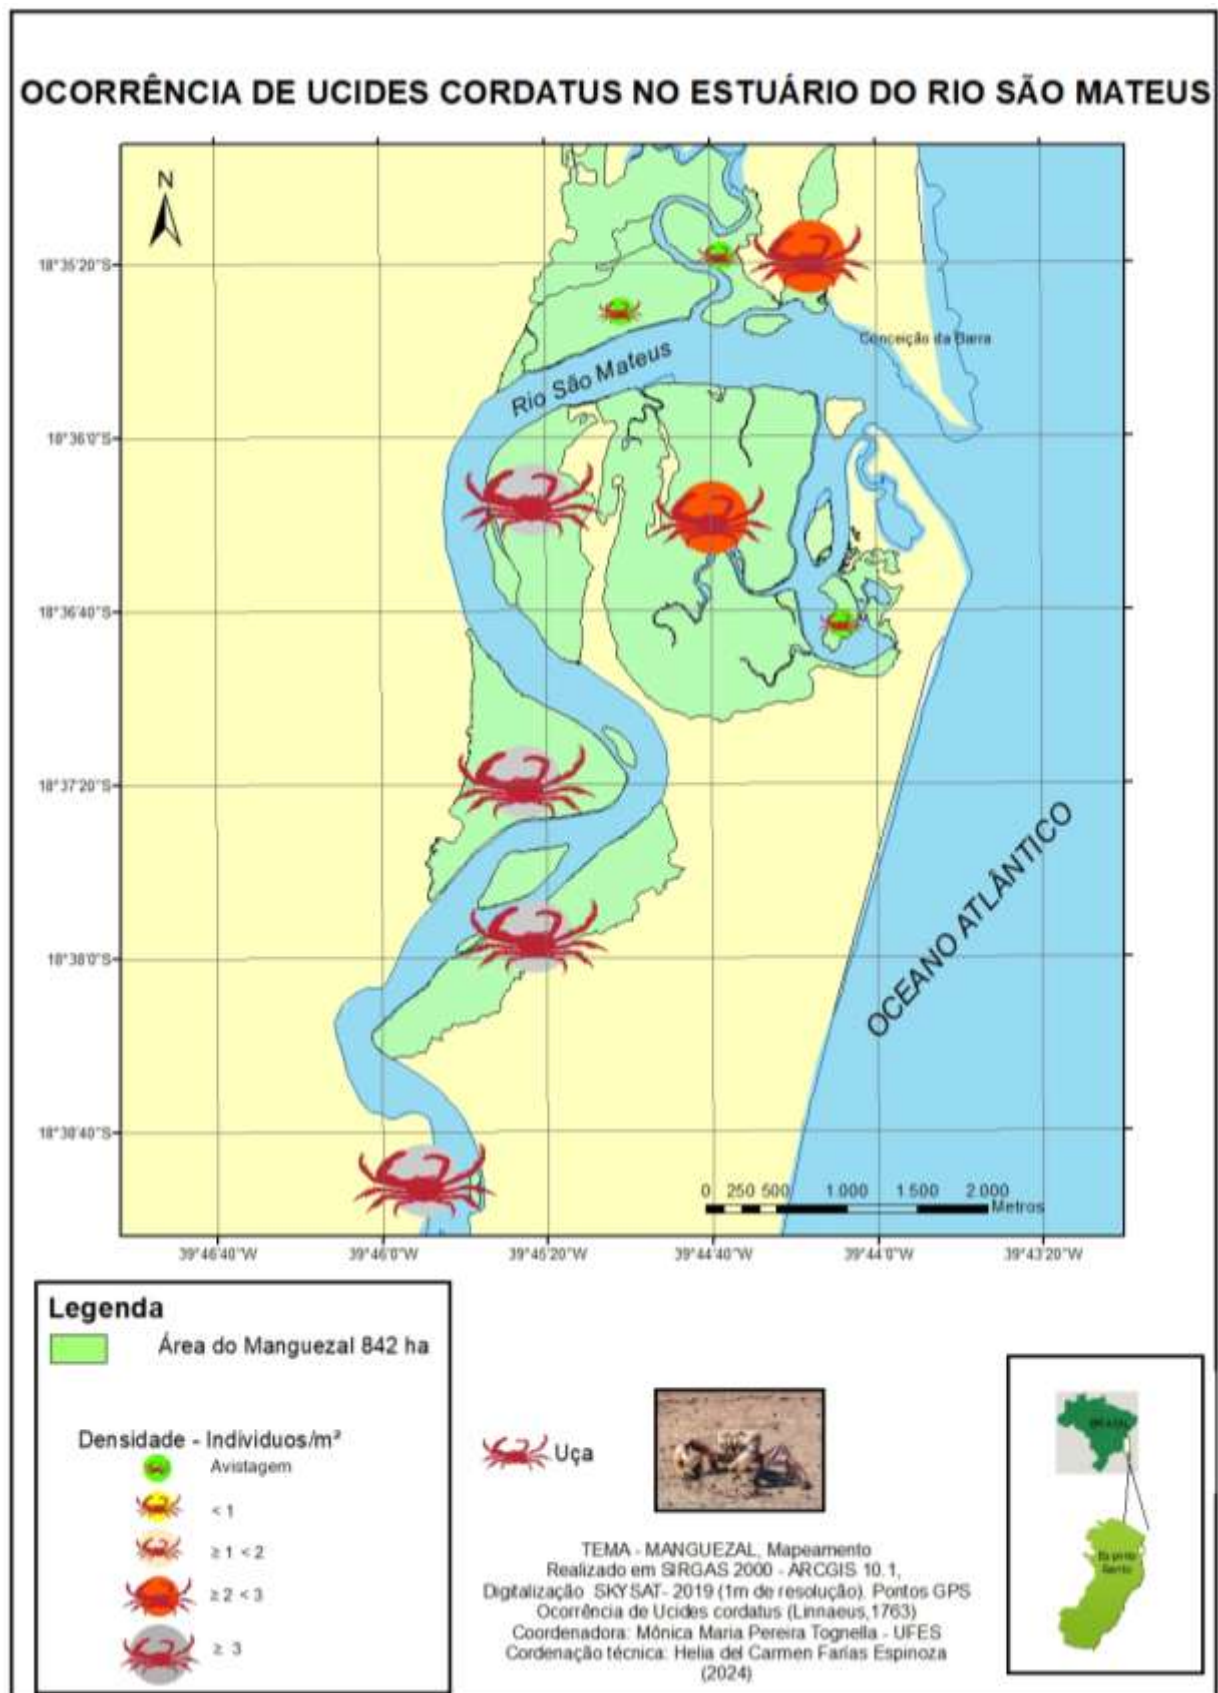 OCORRÊNCIA DE UCIDES CORDATUS NO ESTUÁRIO DO RIO SÃO MATEUS
N
18°35'20"S
Conceição da Barra
Rio São Mateus
18°36'0"S
18°36'40"S
18°37'20"S
OCEANO ATLÂNTICO
18°38'0"S
18°38'40"S
0 250 500 1.000 1.500 2.000
Metros
39°46'40"W 39°46'0"W 39°45'20"W 39°44'40"W 39°44'0"W 39°43'20"W
Legenda
Área do Manguezal 842 ha
Densidade - Individuos/m²
Avistagem
< 1
≥ 1 < 2
≥ 2 < 3
≥ 3
Uça
TEMA - MANGUEZAL, Mapeamento
Realizado em SIRGAS 2000 - ARCGIS 10.1,
Digitalização SKYSAT- 2019 (1m de resolução). Pontos GPS
Ocorrência de Ucides cordatus (Linnaeus,1763)
Coordenadora: Mônica Maria Pereira Tognella - UFES
Cordenação técnica: Helia del Carmen Farías Espinoza
(2024)
BRASIL
Espírito
Santo